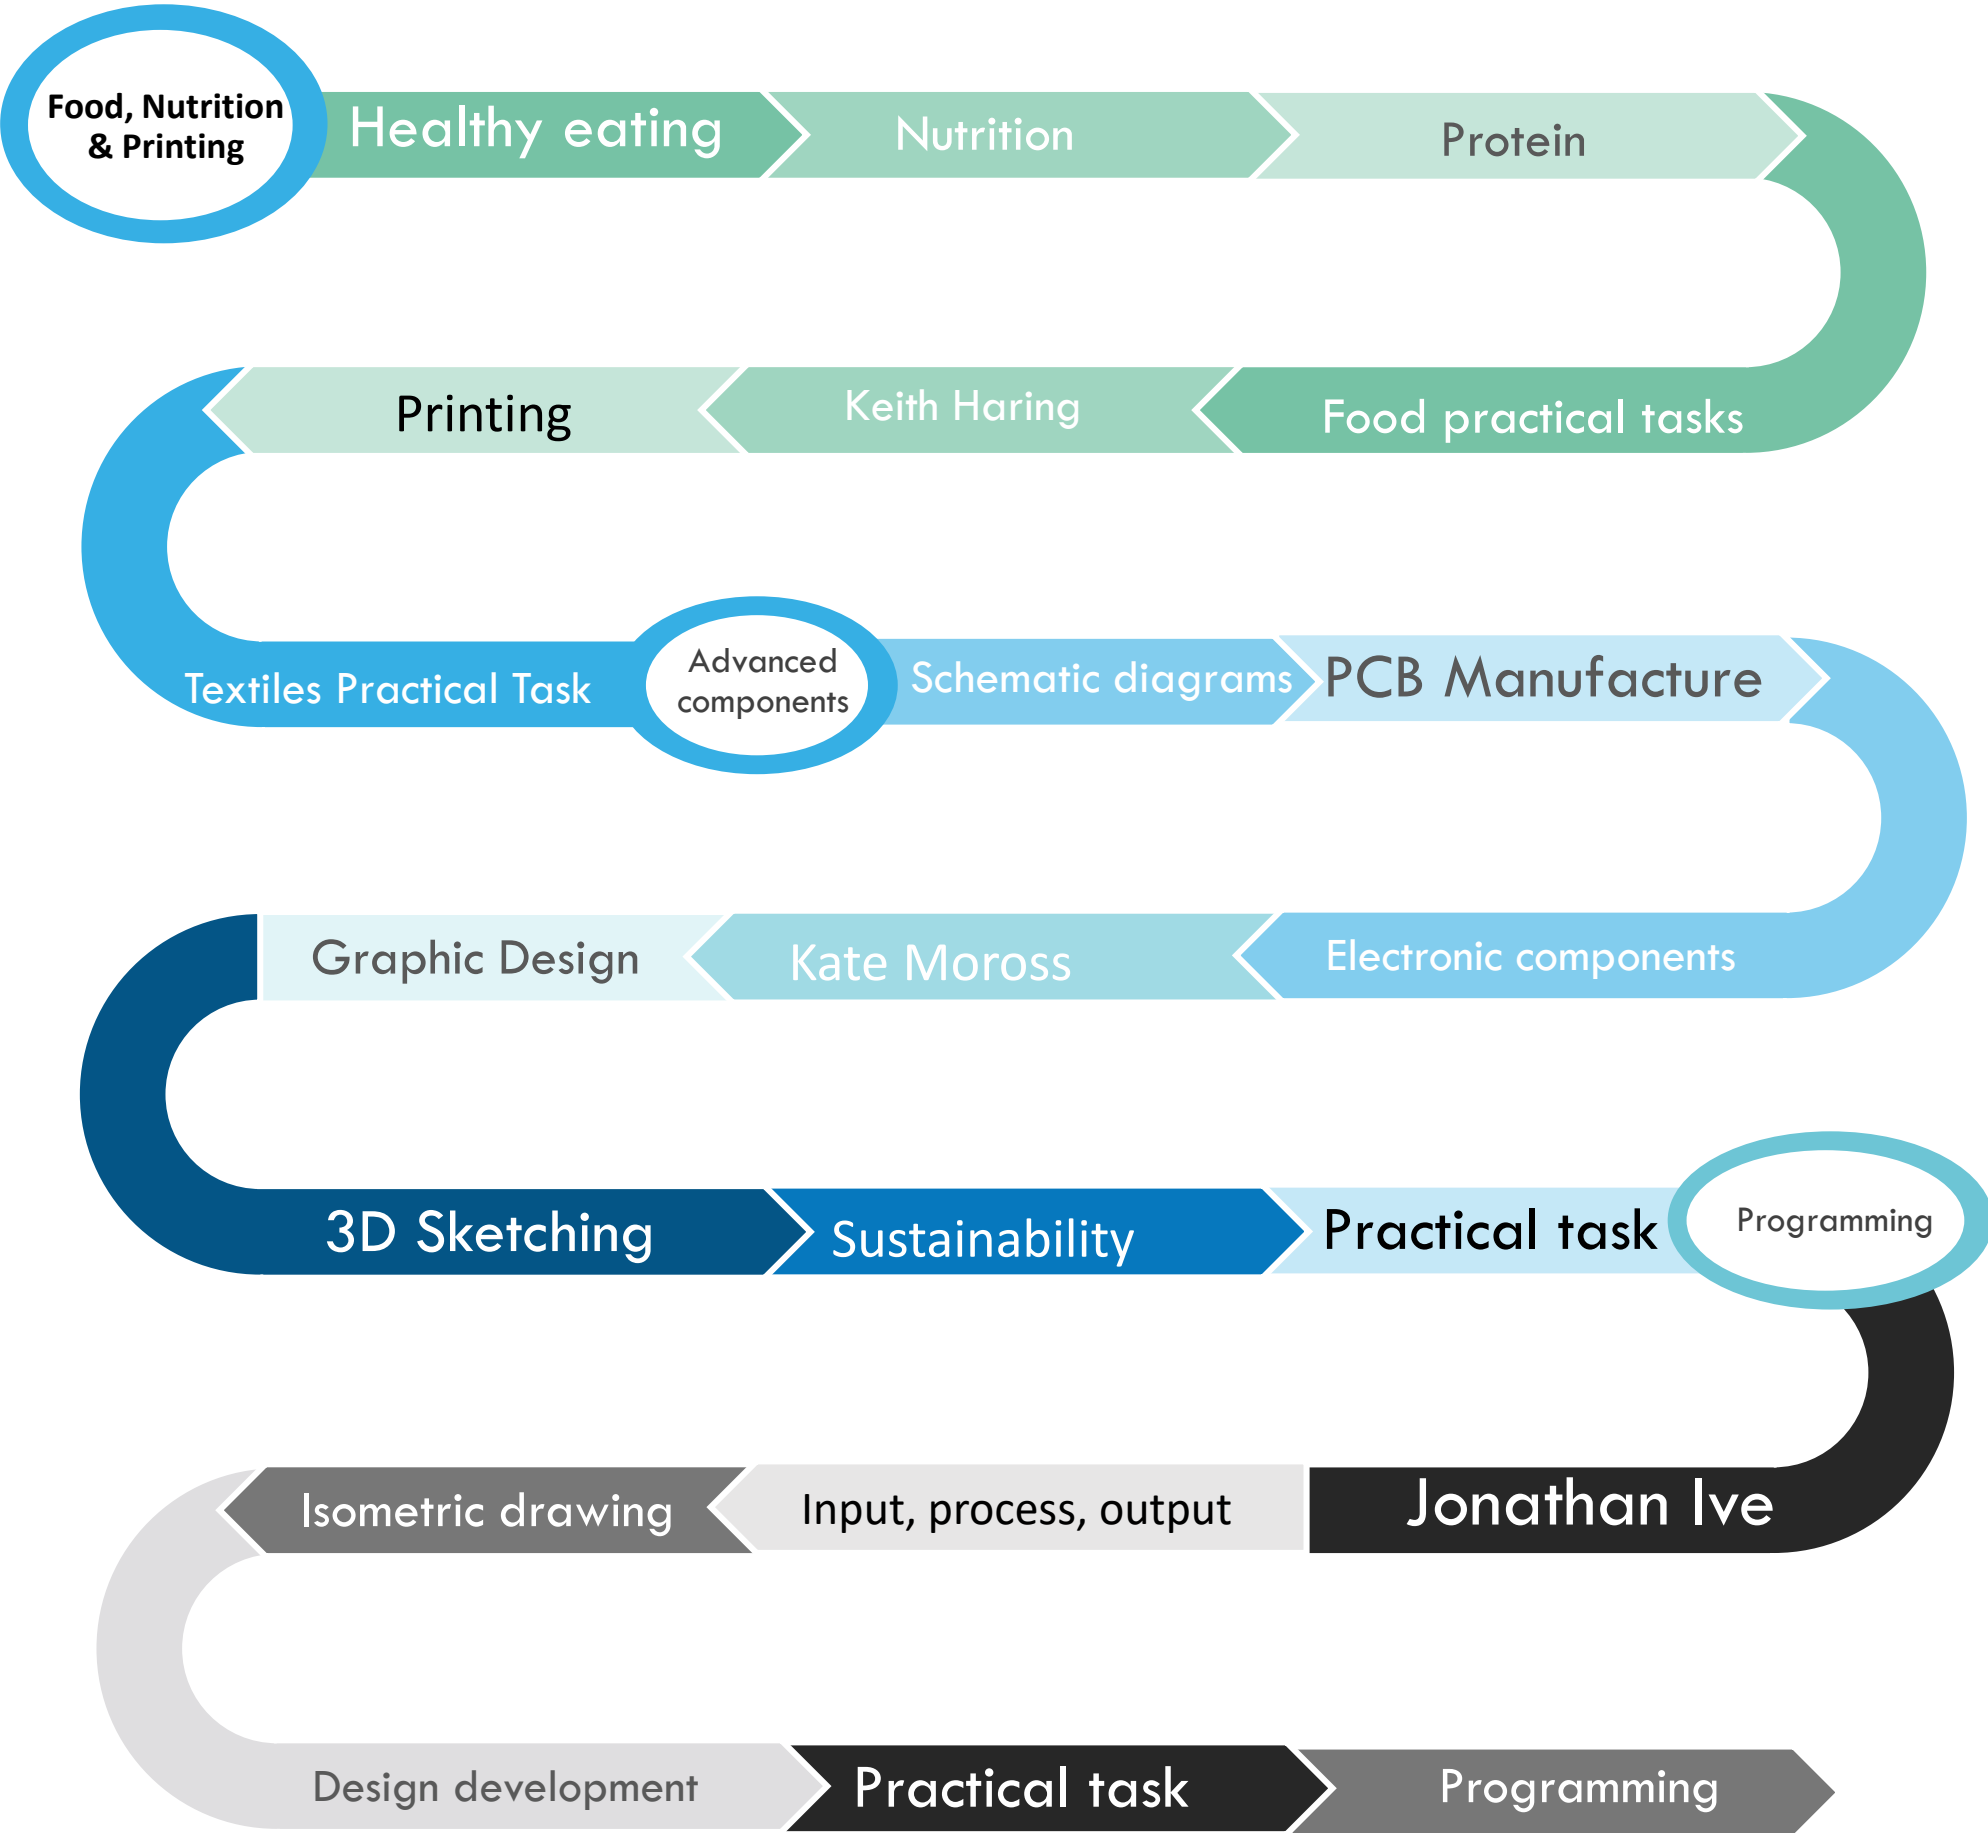 Food, Nutrition
& Printing
Healthy eating
Nutrition
Protein
Food practical tasks
Keith Haring
Printing
Textiles Practical Task
Advanced
components
Schematic diagrams
PCB Manufacture
Electronic components
Kate Moross
Graphic Design
3D Sketching
Sustainability
Practical task
Programming
Jonathan Ive
Input, process, output
Isometric drawing
Design development
Practical task
Programming